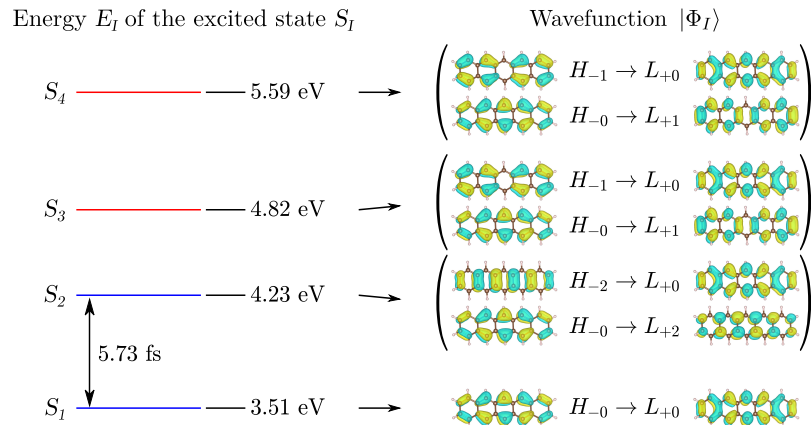 Energy E_I of the excited state S_I
Wavefunction |Φ_I⟩
S_4 5.59 eV
H_{-1} → L_{+0}
H_{-0} → L_{+1}
S_3 4.82 eV
H_{-1} → L_{+0}
H_{-0} → L_{+1}
S_2 4.23 eV
H_{-2} → L_{+0}
H_{-0} → L_{+2}
5.73 fs
S_1 3.51 eV
H_{-0} → L_{+0}